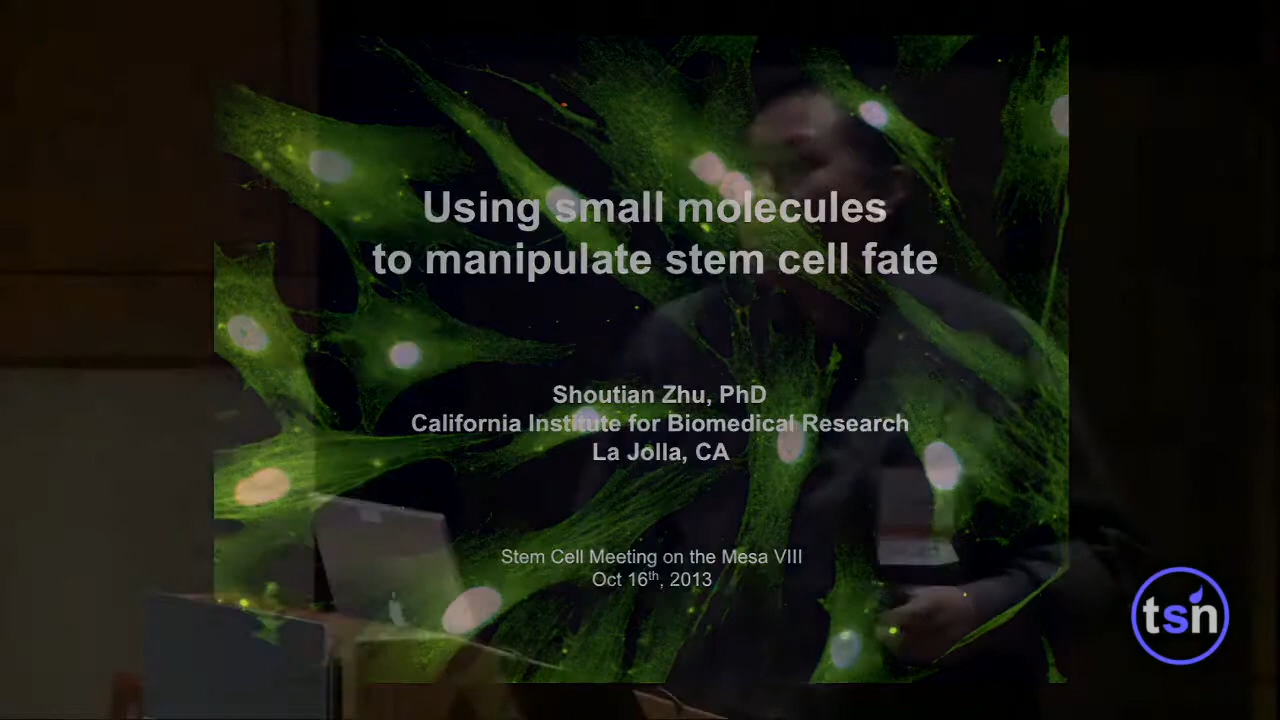 Using small molecules
to manipulate stem cell fate
Shoutian Zhu, PhD
California Institute for Biomedical Research
La Jolla, CA
Stem Cell Meeting on the Mesa VIII
Oct 16th, 2013
tsn